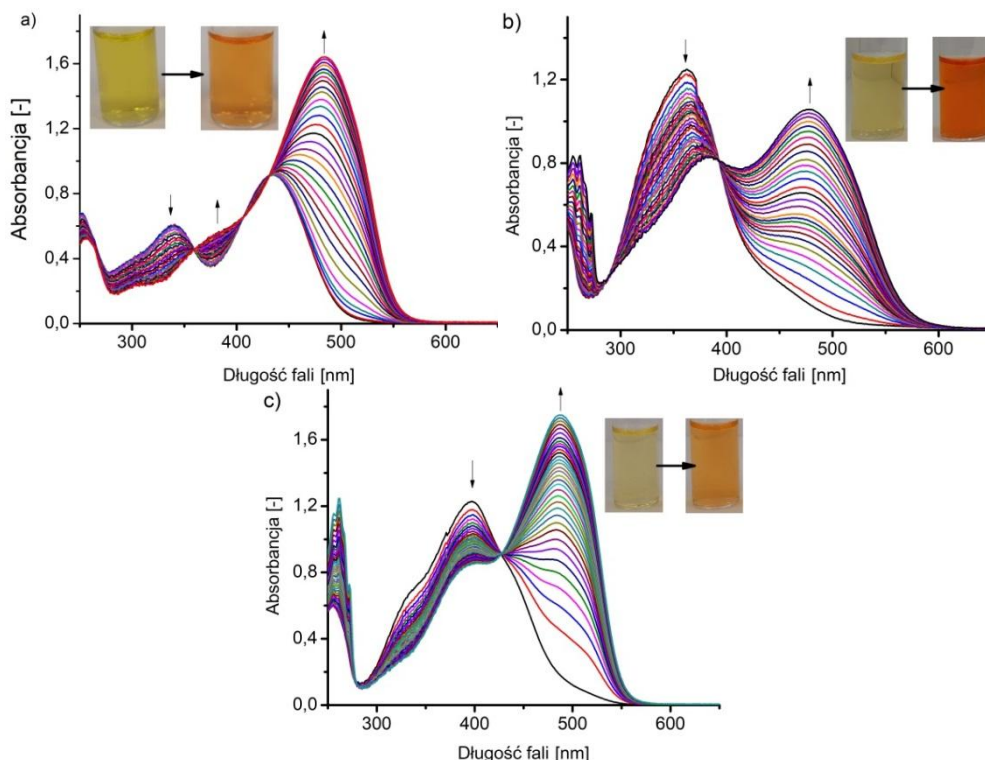 a)
Absorbancja [-]
1,6
1,2
0,8
0,4
0,0
300 400 500 600
Długość fali [nm]
b)
Absorbancja [-]
1,2
0,8
0,4
0,0
300 400 500 600
Długość fali [nm]
c)
Absorbancja [-]
1,6
1,2
0,8
0,4
0,0
300 400 500 600
Długość fali [nm]